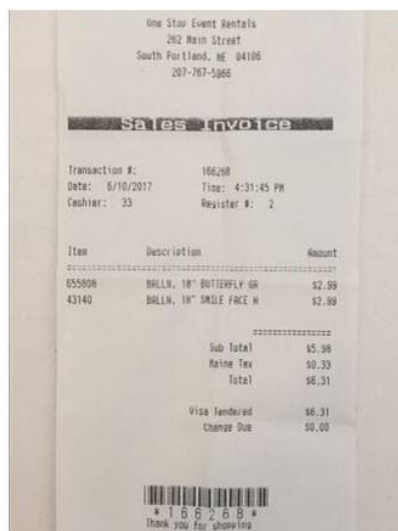 One Stop Event Rentals
262 Main Street
South Portland, ME 04106
207-767-5966
Sales Invoice
Transaction #: 166268
Date: 6/10/2017 Time: 4:31:45 PM
Cashier: 33 Register #: 2
Item Description Amount
655808 BALLN, 18" BUTTERFLY GR $2.99
43140 BALLN, 18" SMILE FACE H $2.99
Sub Total $5.98
Maine Tax $0.33
Total $6.31
Visa Tendered $6.31
Change Due $0.00
*166268*
Thank you for shopping